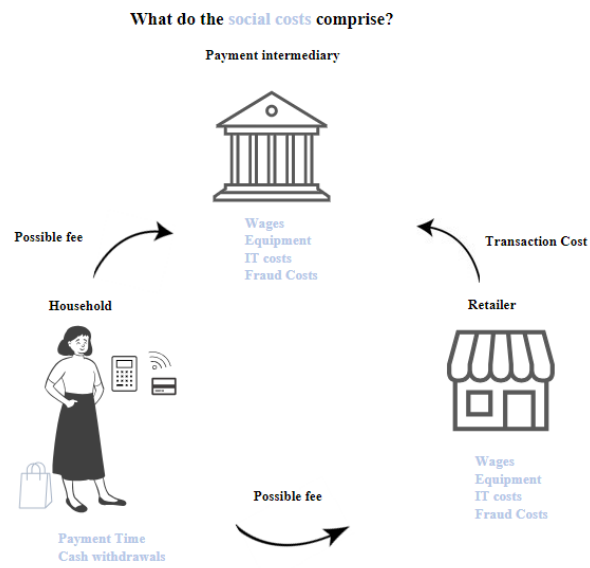 What do the social costs comprise?
Payment intermediary
Wages
Equipment
IT costs
Fraud Costs
Possible fee
Transaction Cost
Household
Retailer
Wages
Equipment
IT costs
Fraud Costs
Possible fee
Payment Time
Cash withdrawals